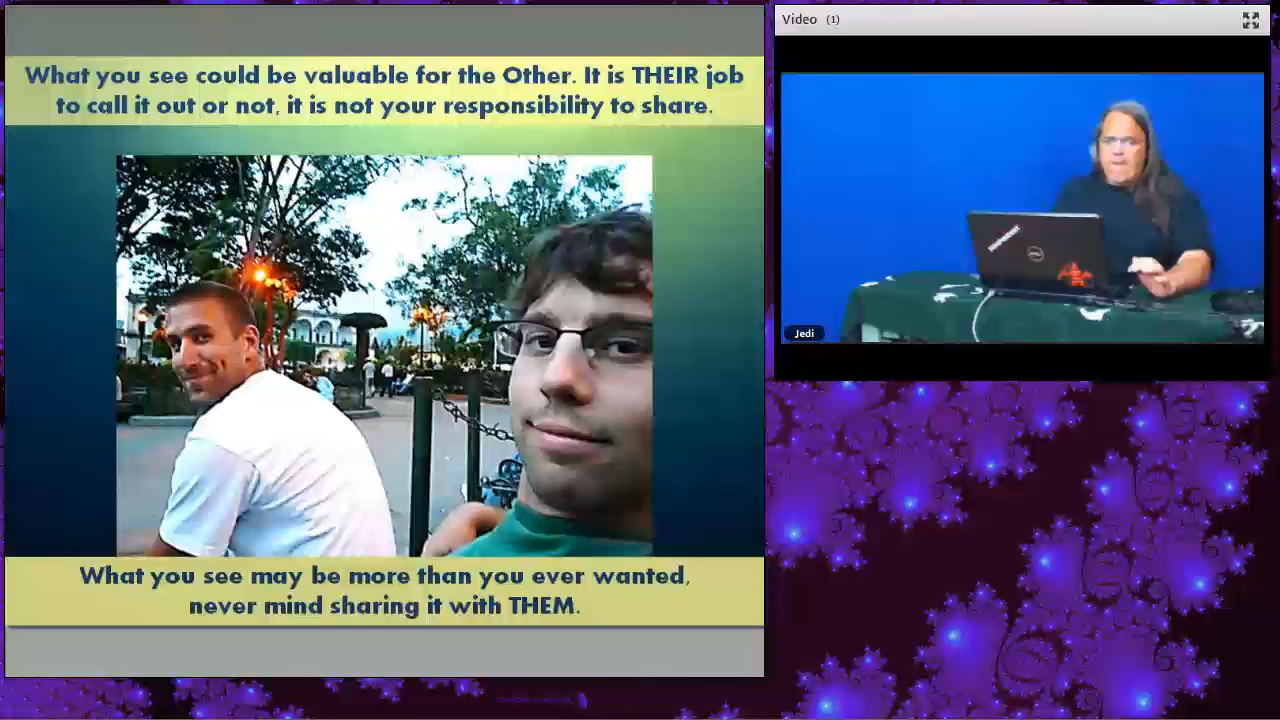 What you see could be valuable for the Other. It is THEIR job
to call it out or not, it is not your responsibility to share.
What you see may be more than you ever wanted,
never mind sharing it with THEM.
Video (1)
DELL
Jedi